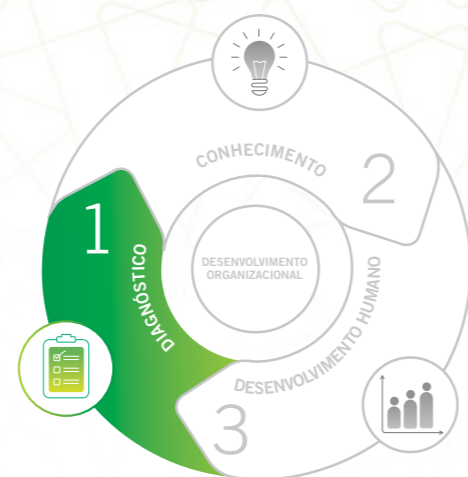 1
DIAGNÓSTICO
CONHECIMENTO
2
DESENVOLVIMENTO
ORGANIZACIONAL
DESENVOLVIMENTO HUMANO
3